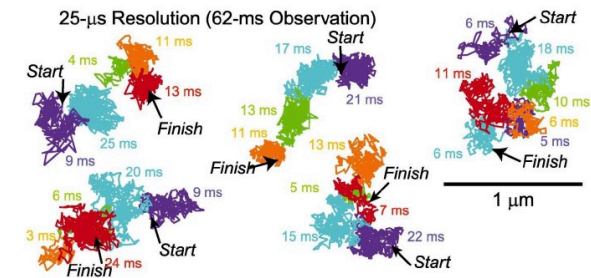 25-μs Resolution (62-ms Observation)
Start
4 ms
11 ms
13 ms
Finish
25 ms
9 ms
17 ms
Start
21 ms
13 ms
11 ms
Finish
6 ms
Start
18 ms
11 ms
10 ms
6 ms
5 ms
6 ms
Finish
1 μm
20 ms
9 ms
6 ms
3 ms
Start
24 ms
Finish
13 ms
Finish
5 ms
7 ms
15 ms
22 ms
Start